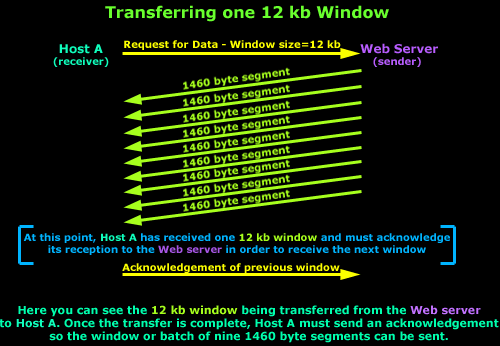 Transferring one 12 kb Window
Request for Data - Window size=12 kb
Host A
(receiver)
Web Server
(sender)
1460 byte segment
1460 byte segment
1460 byte segment
1460 byte segment
1460 byte segment
1460 byte segment
1460 byte segment
1460 byte segment
1460 byte segment
At this point, Host A has received one 12 kb window and must acknowledge
its reception to the Web server in order to receive the next window
Acknowledgement of previous window
Here you can see the 12 kb window being transferred from the Web server
to Host A. Once the transfer is complete, Host A must send an acknowledgement
so the window or batch of nine 1460 byte segments can be sent.